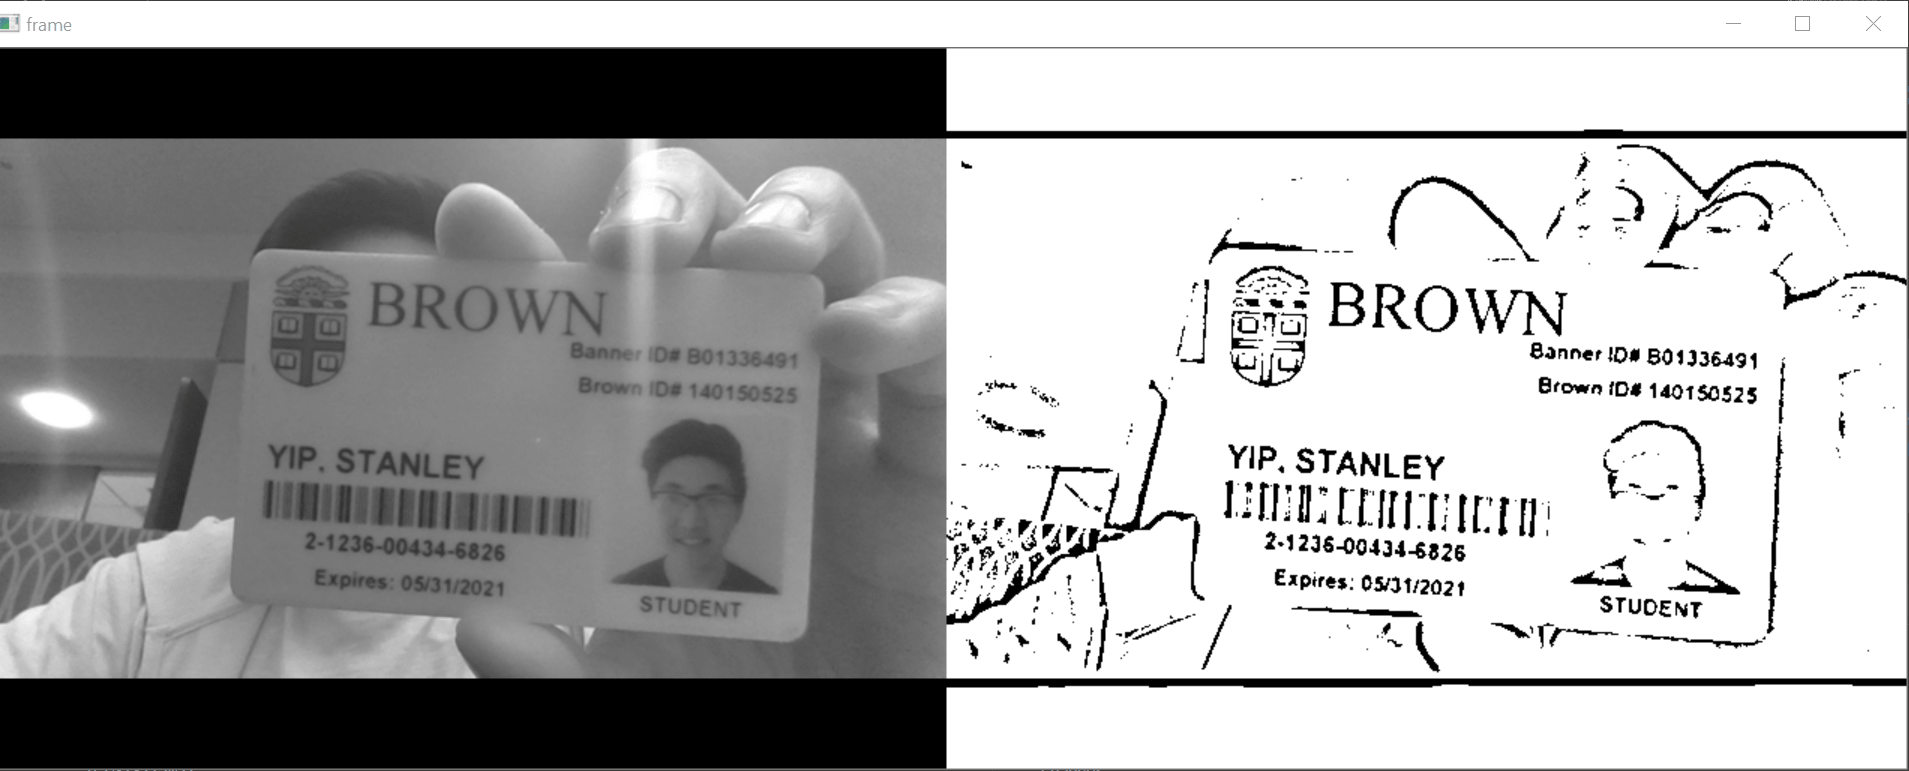 frame
BROWN
Banner ID# B01336491
Brown ID# 140150525
YIP, STANLEY
2-1236-00434-6826
Expires: 05/31/2021
STUDENT
BROWN
Banner ID# B01336491
Brown ID# 140150525
YIP, STANLEY
2-1236-00434-6826
Expires: 05/31/2021
STUDENT